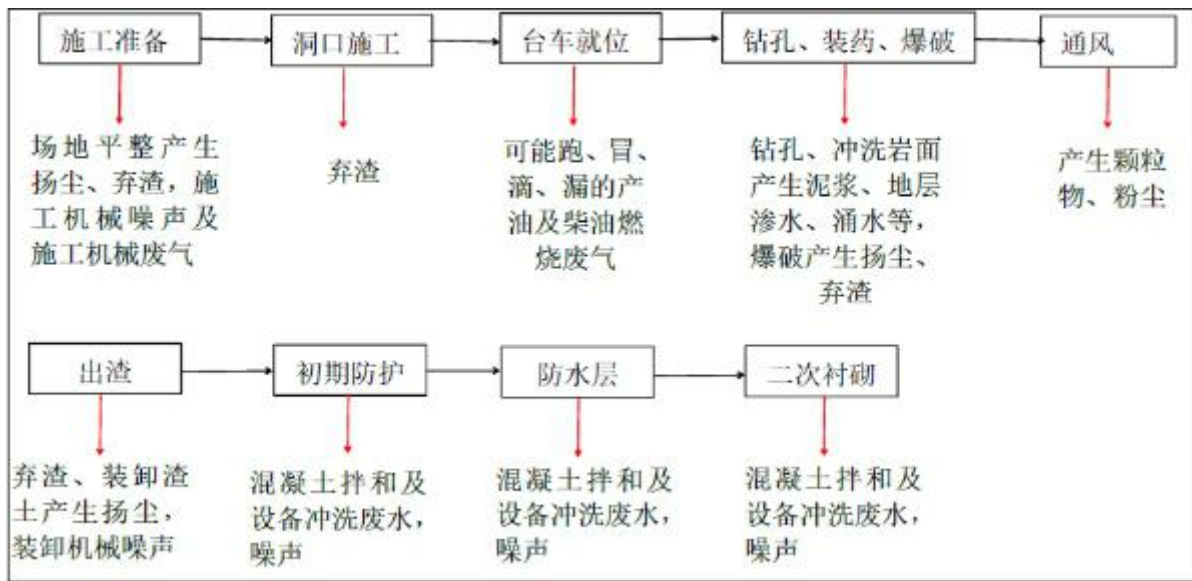 施工准备
洞口施工
台车就位
钻孔、装药、爆破
通风
场地平整产生
扬尘、弃渣，施
工机械噪声及
施工机械废气
弃渣
可能跑、冒、
滴、漏的产
油及柴油燃
烧废气
钻孔、冲洗岩面
产生泥浆、地层
渗水、涌水等，
爆破产生扬尘、
弃渣
产生颗粒
物、粉尘
出渣
初期防护
防水层
二次衬砌
弃渣、装卸渣
土产生扬尘，
装卸机械噪声
混凝土拌和及
设备冲洗废水，
噪声
混凝土拌和及
设备冲洗废水，
噪声
混凝土拌和及
设备冲洗废水，
噪声